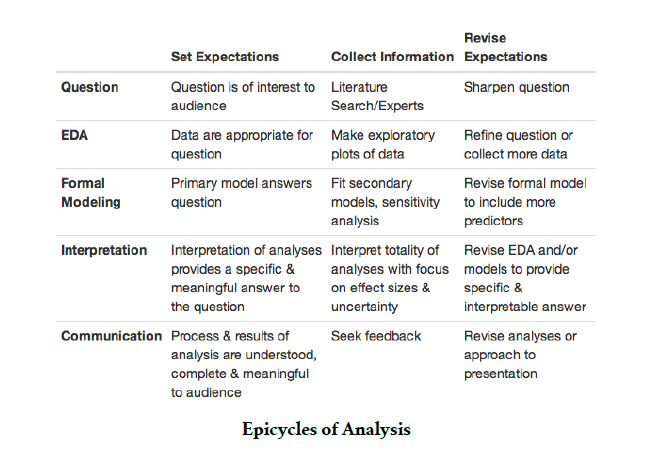 Revise
Set Expectations Collect Information Expectations
Question Question is of interest to Literature Sharpen question
audience Search/Experts
EDA Data are appropriate for Make exploratory Refine question or
question plots of data collect more data
Formal Primary model answers Fit secondary Revise formal model
Modeling question models, sensitivity to include more
analysis predictors
Interpretation Interpretation of analyses Interpret totality of Revise EDA and/or
provides a specific & analyses with focus models to provide
meaningful answer to on effect sizes & specific &
the question uncertainty interpretable answer
Communication Process & results of Seek feedback Revise analyses or
analysis are understood, approach to
complete & meaningful presentation
to audience
Epicycles of Analysis